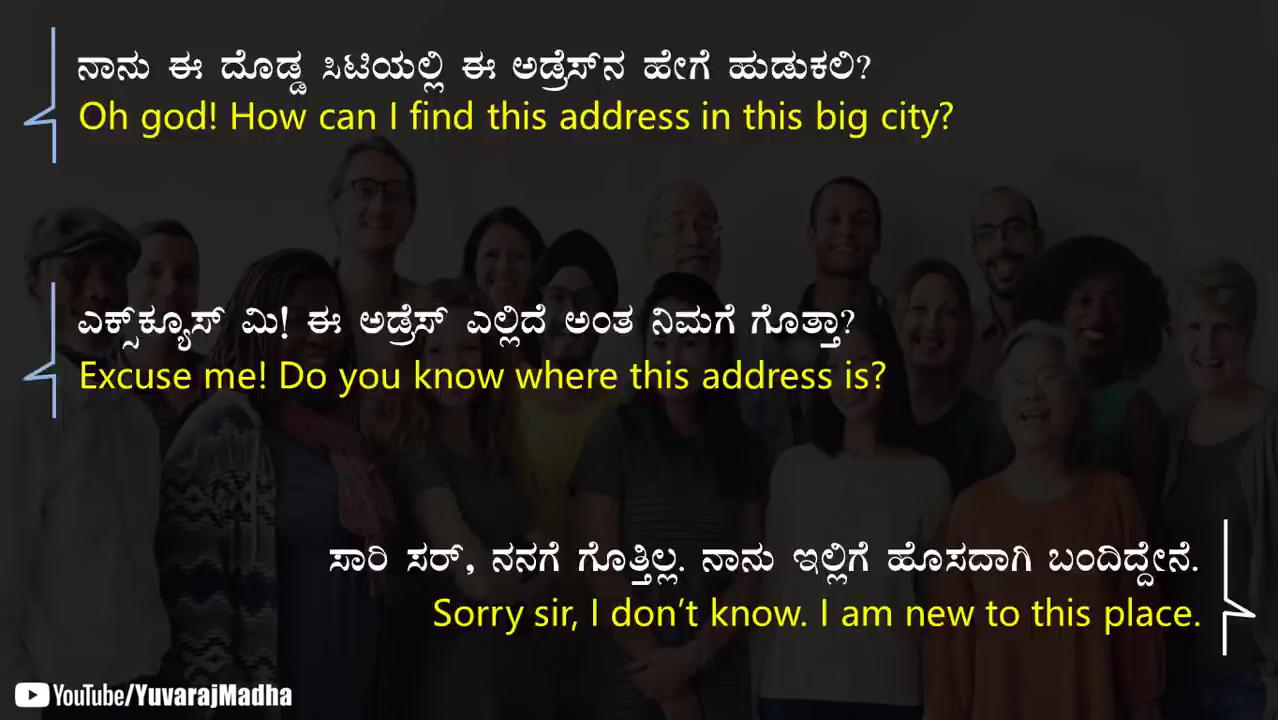 ನಾನು ಈ ದೊಡ್ಡ ಸಿಟಿಯಲ್ಲಿ ಈ ಅಡ್ರೆಸ್‌ನ ಹೇಗೆ ಹುಡುಕಲಿ?
Oh god! How can I find this address in this big city?
ಎಕ್ಸ್‌ಕ್ಯೂಸ್ ಮಿ! ಈ ಅಡ್ರೆಸ್ ಎಲ್ಲಿದೆ ಅಂತ ನಿಮಗೆ ಗೊತ್ತಾ?
Excuse me! Do you know where this address is?
ಸಾರಿ ಸರ್, ನನಗೆ ಗೊತ್ತಿಲ್ಲ. ನಾನು ಇಲ್ಲಿಗೆ ಹೊಸದಾಗಿ ಬಂದಿದ್ದೇನೆ.
Sorry sir, I don’t know. I am new to this place.
YouTube/YuvarajMadha